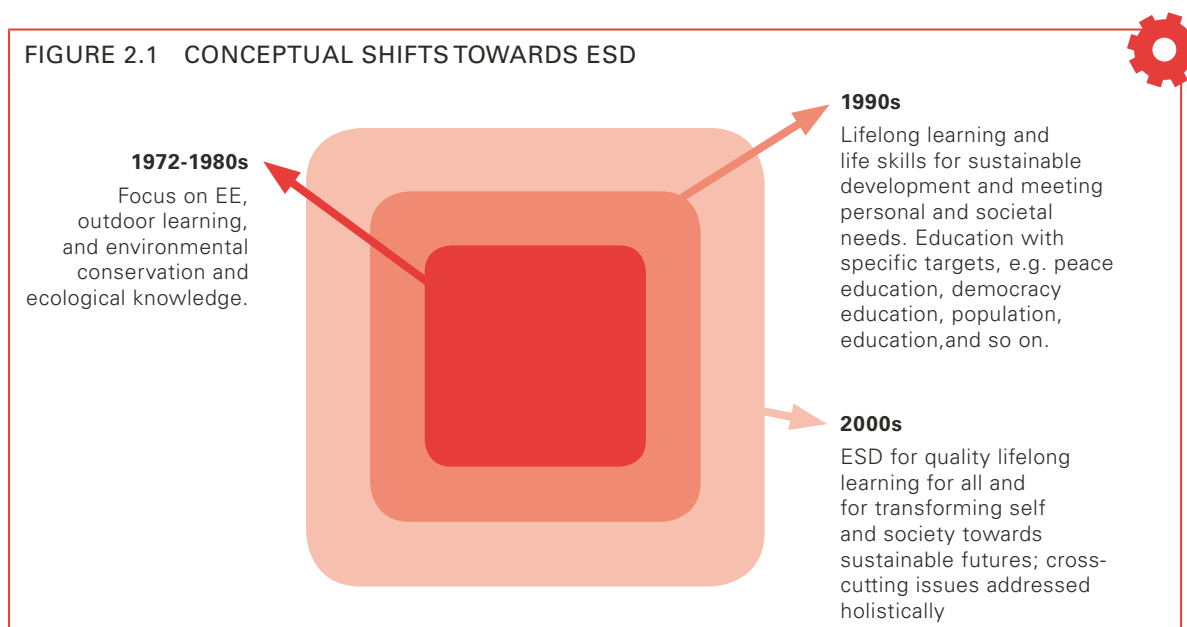 FIGURE 2.1 CONCEPTUAL SHIFTS TOWARDS ESD
1972-1980s
Focus on EE,
outdoor learning,
and environmental
conservation and
ecological knowledge.
1990s
Lifelong learning and
life skills for sustainable
development and meeting
personal and societal
needs. Education with
specific targets, e.g. peace
education, democracy
education, population,
education,and so on.
2000s
ESD for quality lifelong
learning for all and
for transforming self
and society towards
sustainable futures; cross-
cutting issues addressed
holistically